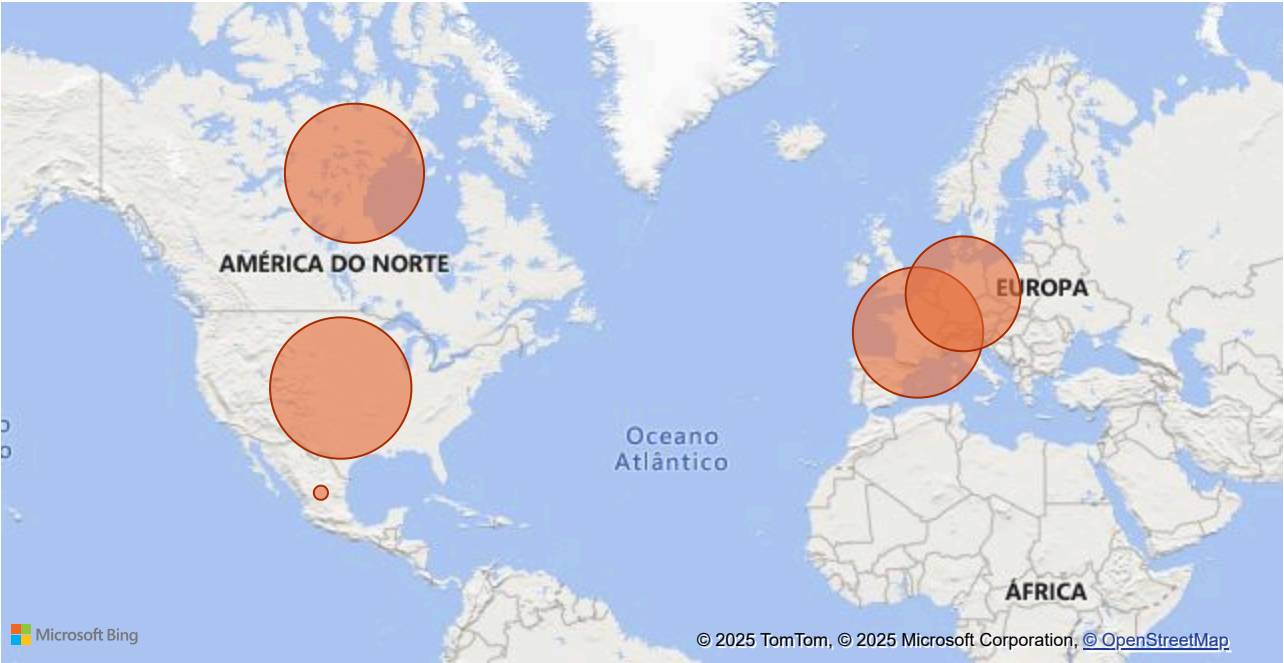 AMÉRICA DO NORTE
EUROPA
Oceano
Atlântico
ÁFRICA
Microsoft Bing
© 2025 TomTom, © 2025 Microsoft Corporation, © OpenStreetMap